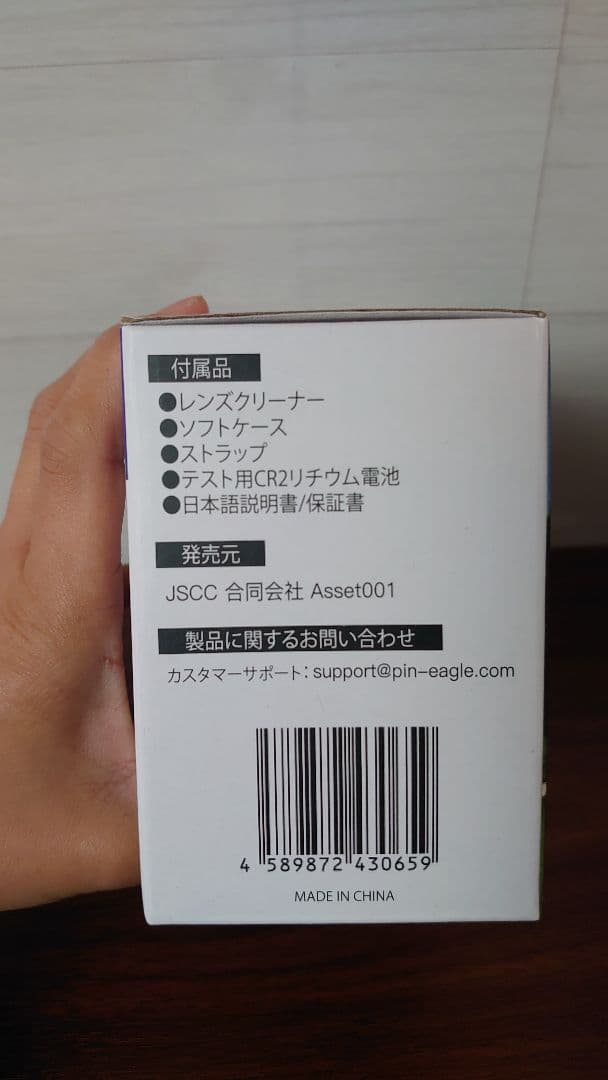 付属品
●レンズクリーナー
●ソフトケース
●ストラップ
●テスト用CR2リチウム電池
●日本語説明書/保証書
発売元
JSCC 合同会社 Asset001
製品に関するお問い合わせ
カスタマーサポート：support@pin-eagle.com
4 589872 430659
MADE IN CHINA